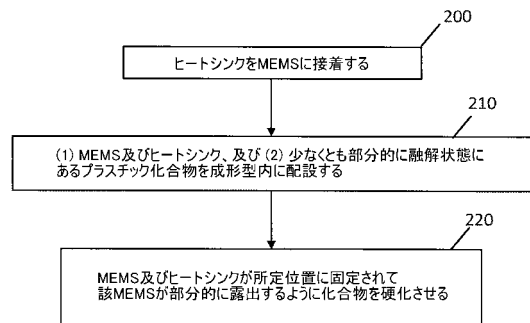 200
ヒートシンクをMEMSに接着する
210
(1) MEMS及びヒートシンク、及び (2) 少なくとも部分的に融解状態に
あるプラスチック化合物を成形型内に配設する
220
MEMS及びヒートシンクが所定位置に固定されて
該MEMSが部分的に露出するように化合物を硬化させる